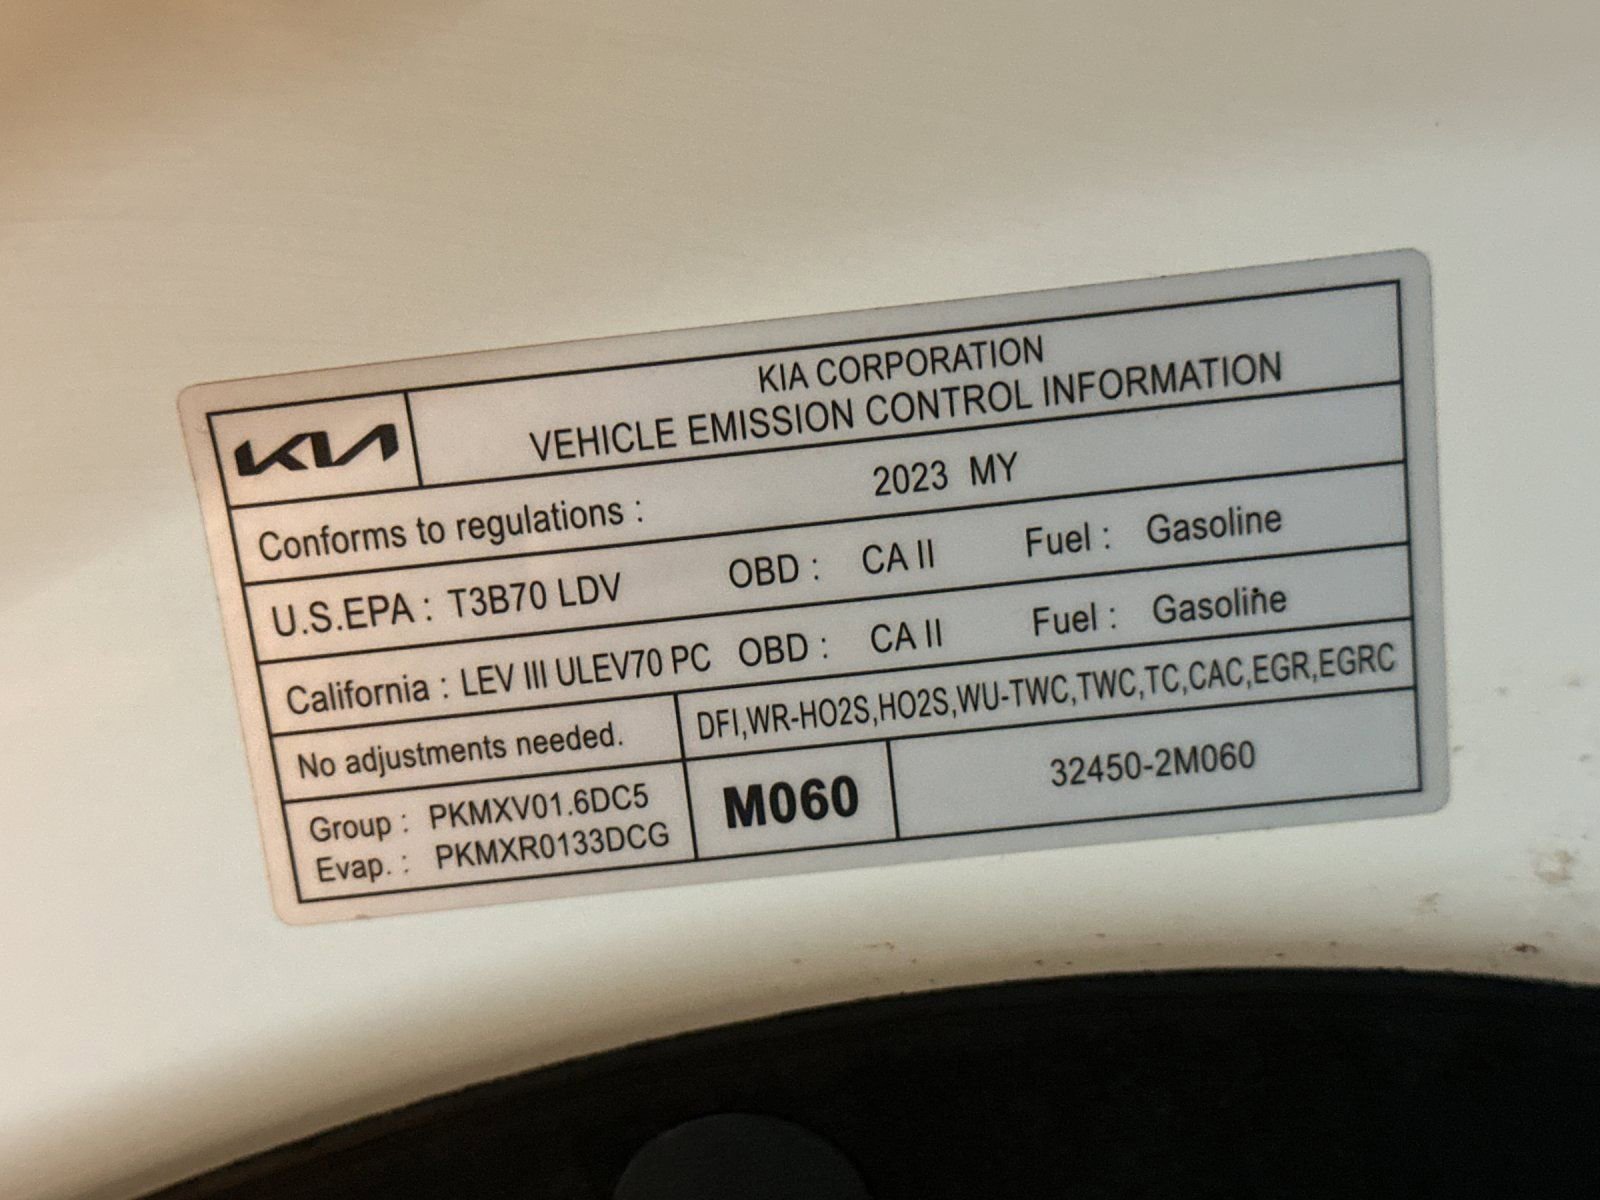 KIA
KIA CORPORATION
VEHICLE EMISSION CONTROL INFORMATION
Conforms to regulations : 2023 MY
U.S.EPA : T3B70 LDV OBD : CA II Fuel : Gasoline
California : LEV III ULEV70 PC OBD : CA II Fuel : Gasoline
No adjustments needed. DFI,WR-HO2S,HO2S,WU-TWC,TWC,TC,CAC,EGR,EGRC
Group : PKMXV01.6DC5
Evap. : PKMXR0133DCG
M060
32450-2M060